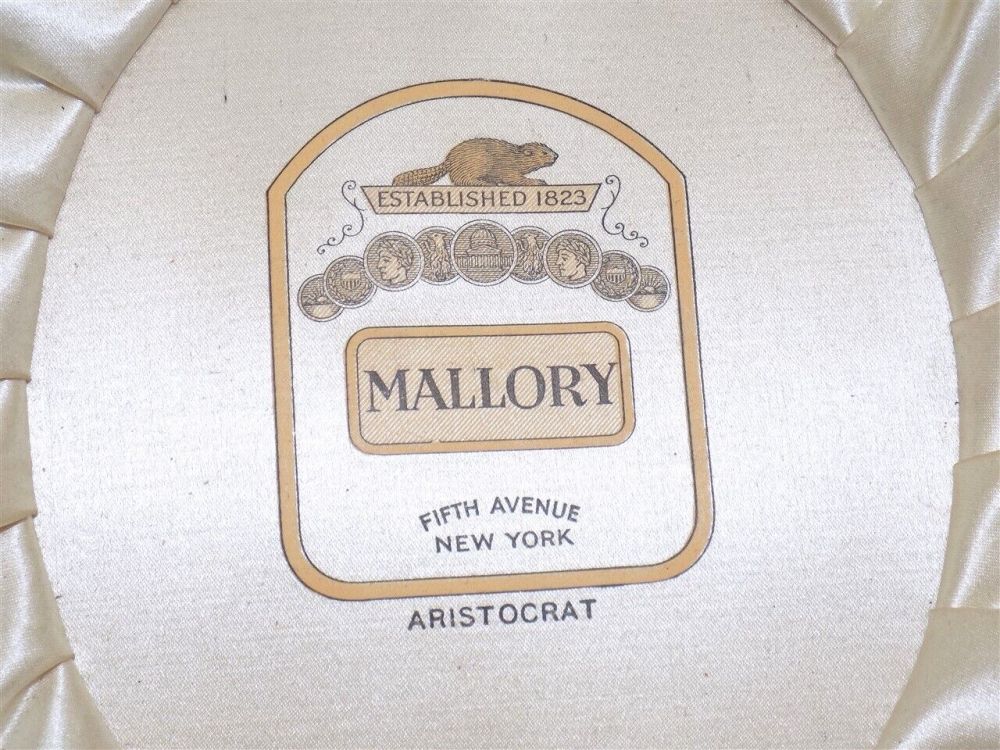 ESTABLISHED 1823
MALLORY
FIFTH AVENUE
NEW YORK
ARISTOCRAT